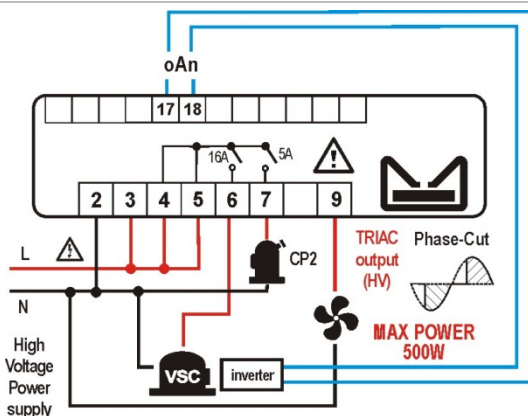 oAn
17 18
16A 5A
2 3 4 5 6 7 9
L
CP2
TRIAC
output
(HV)
Phase-Cut
N
MAX POWER
500W
High
Voltage
Power
supply
VSC
inverter